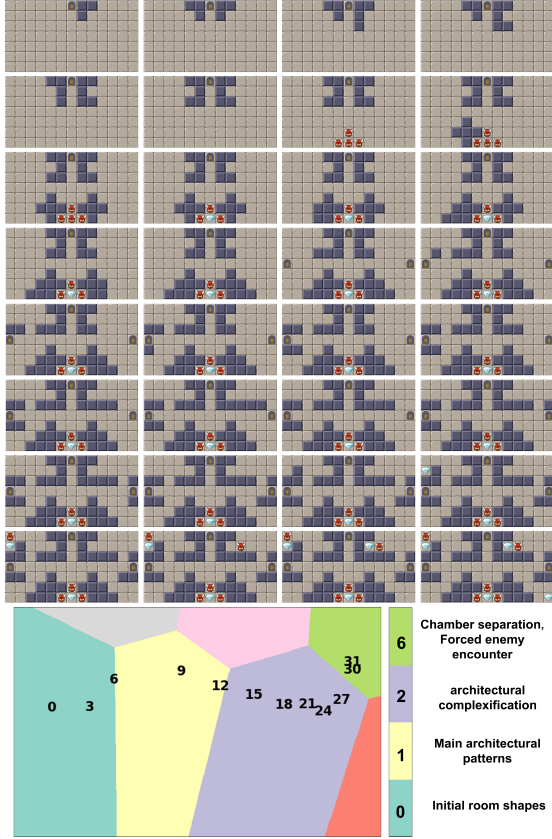 31
30
6
9
12
0
3
15
18
21
24
27
6
Chamber separation,
Forced enemy
encounter
2
architectural
complexification
1
Main architectural
patterns
0
Initial room shapes